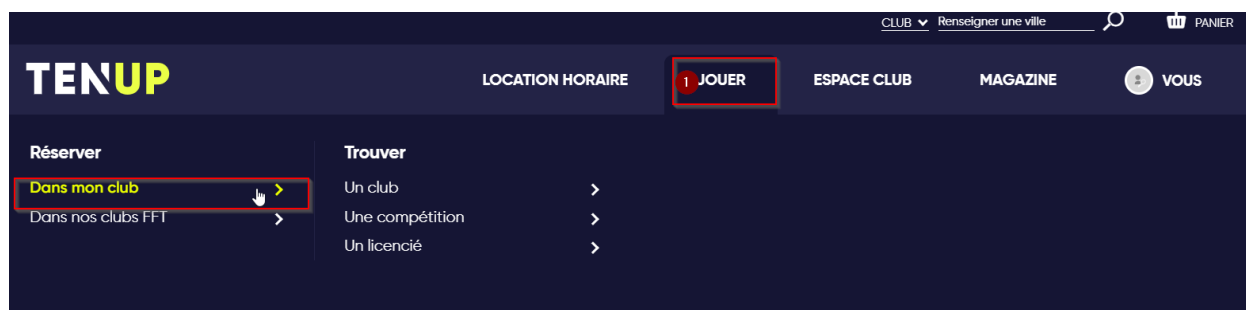 CLUB Renseigner une ville PANIER
TENUP LOCATION HORAIRE 1 JOUER ESPACE CLUB MAGAZINE VOUS
Réserver Trouver
Dans mon club Un club
Dans nos clubs FFT Une compétition
Un licencié